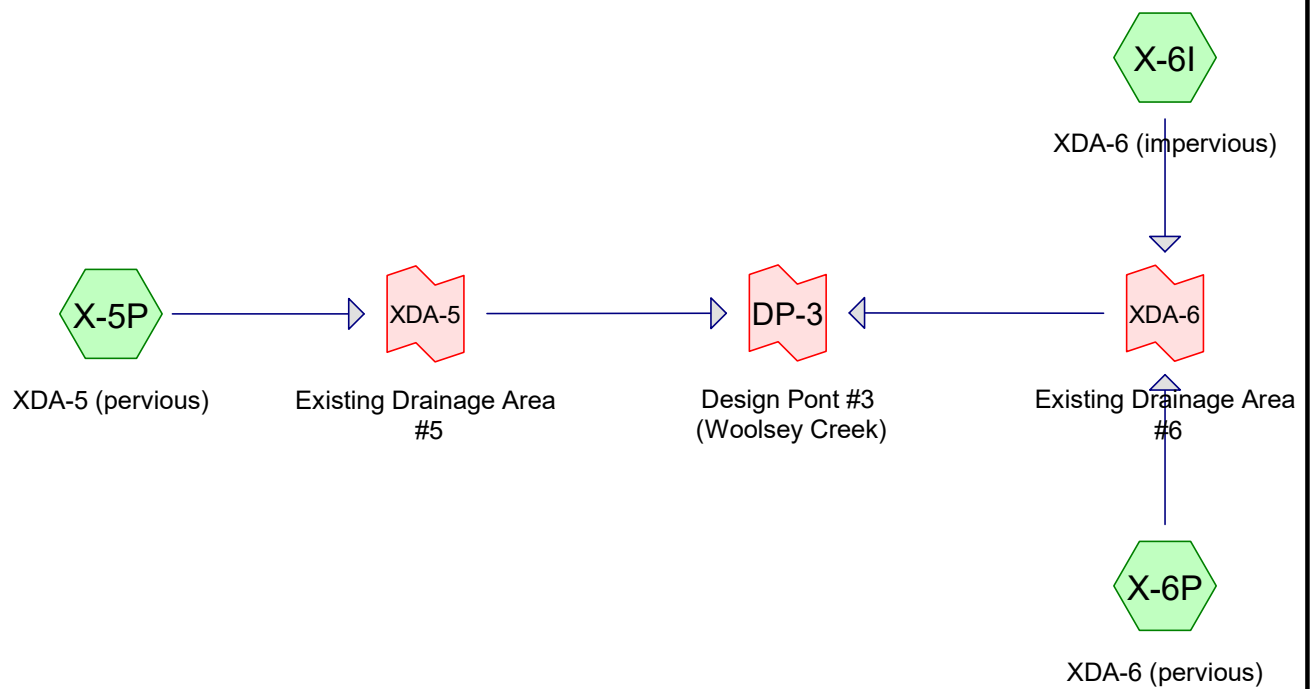 X-6I
XDA-6 (impervious)
X-5P
XDA-5
DP-3
XDA-6
XDA-5 (pervious)
Existing Drainage Area
#5
Design Pont #3
(Woolsey Creek)
Existing Drainage Area
#6
X-6P
XDA-6 (pervious)